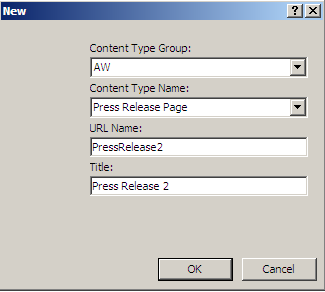 New
Content Type Group:
AW
Content Type Name:
Press Release Page
URL Name:
PressRelease2
Title:
Press Release 2
OK Cancel